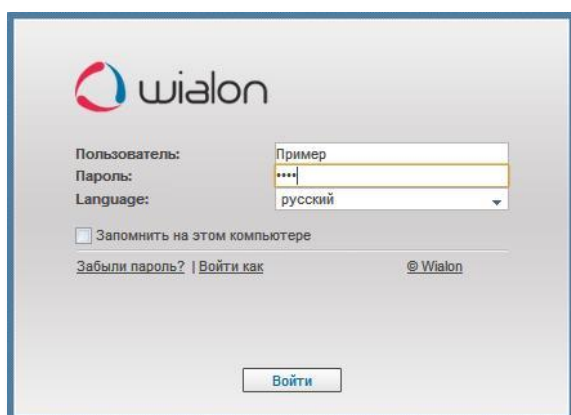 wialon
Пользователь: Пример
Пароль: ••••
Language: русский
Запомнить на этом компьютере
Забыли пароль? | Войти как © Wialon
Войти